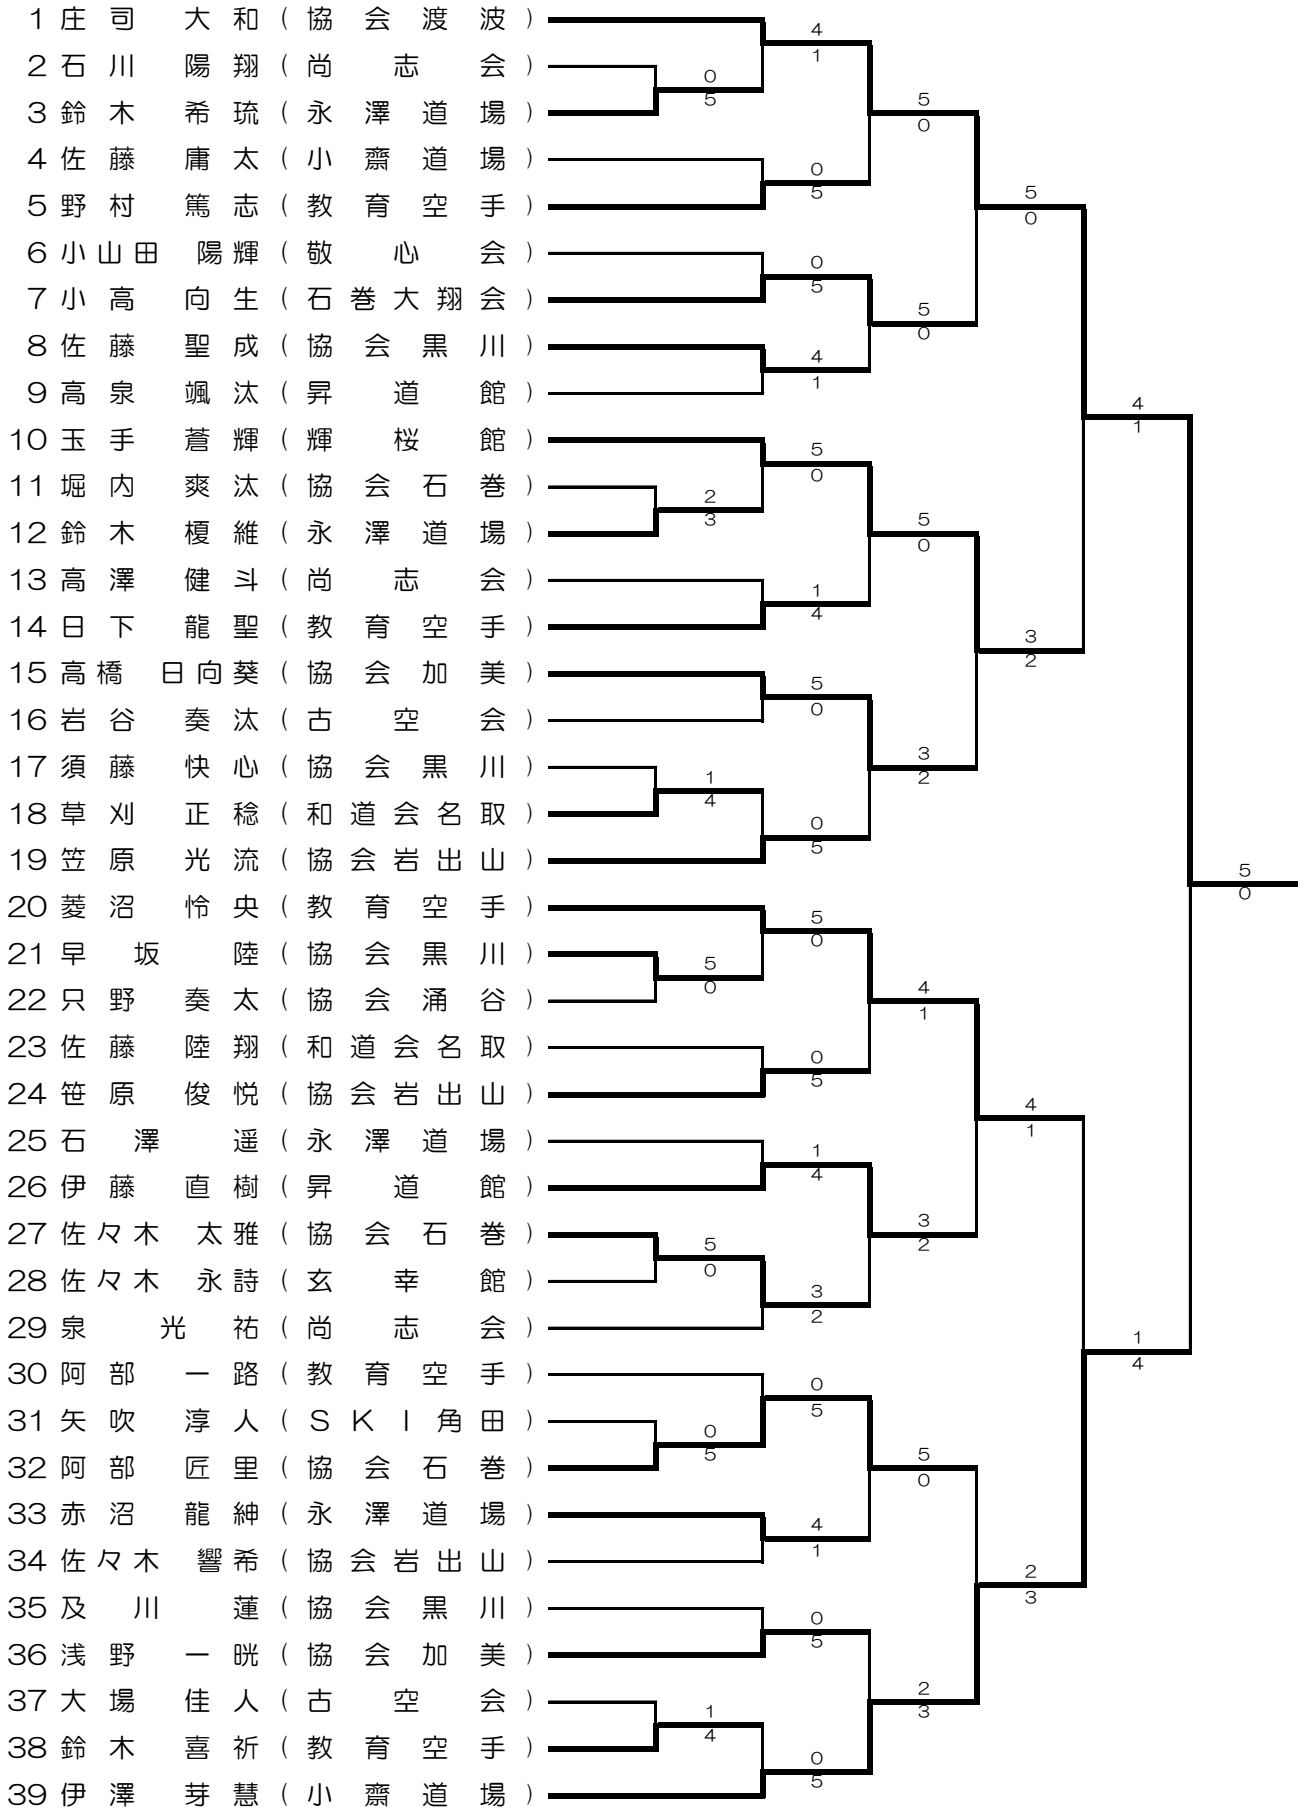 1 庄司 大和 (協会渡波)
4
1
2 石川 陽翔 (尚志会)
0
5
3 鈴木 希琉 (永澤道場)
5
0
4 佐藤 庸太 (小齋道場)
0
5
5 野村 篤志 (教育空手)
5
0
6 小山田 陽輝 (敬心会)
0
5
7 小高 向生 (石巻大翔会)
5
0
8 佐藤 聖成 (協会黒川)
4
1
9 高泉 颯汰 (昇道館)
4
1
10 玉手 蒼輝 (輝桜館)
5
0
11 堀内 爽汰 (協会石巻)
2
3
12 鈴木 榎維 (永澤道場)
5
0
13 高澤 健斗 (尚志会)
1
4
14 日下 龍聖 (教育空手)
3
2
15 高橋 日向葵 (協会加美)
5
0
16 岩谷 奏汰 (古空会)
3
2
17 須藤 快心 (協会黒川)
1
4
18 草刈 正稔 (和道会名取)
0
5
19 笠原 光流 (協会岩出山)
5
0
20 菱沼 怜央 (教育空手)
5
0
21 早坂 陸 (協会黒川)
5
0
22 只野 奏太 (協会涌谷)
4
1
23 佐藤 陸翔 (和道会名取)
0
5
24 笹原 俊悦 (協会岩出山)
4
1
25 石澤 遥 (永澤道場)
1
4
26 伊藤 直樹 (昇道館)
3
2
27 佐々木 太雅 (協会石巻)
5
0
28 佐々木 永詩 (玄幸館)
3
2
29 泉 光祐 (尚志会)
1
4
30 阿部 一路 (教育空手)
0
5
31 矢吹 淳人 (SKI角田)
0
5
32 阿部 匠里 (協会石巻)
5
0
33 赤沼 龍紳 (永澤道場)
4
1
34 佐々木 響希 (協会岩出山)
2
3
35 及川 蓮 (協会黒川)
0
5
36 浅野 一晄 (協会加美)
2
3
37 大場 佳人 (古空会)
1
4
38 鈴木 喜祈 (教育空手)
0
5
39 伊澤 芽慧 (小齋道場)